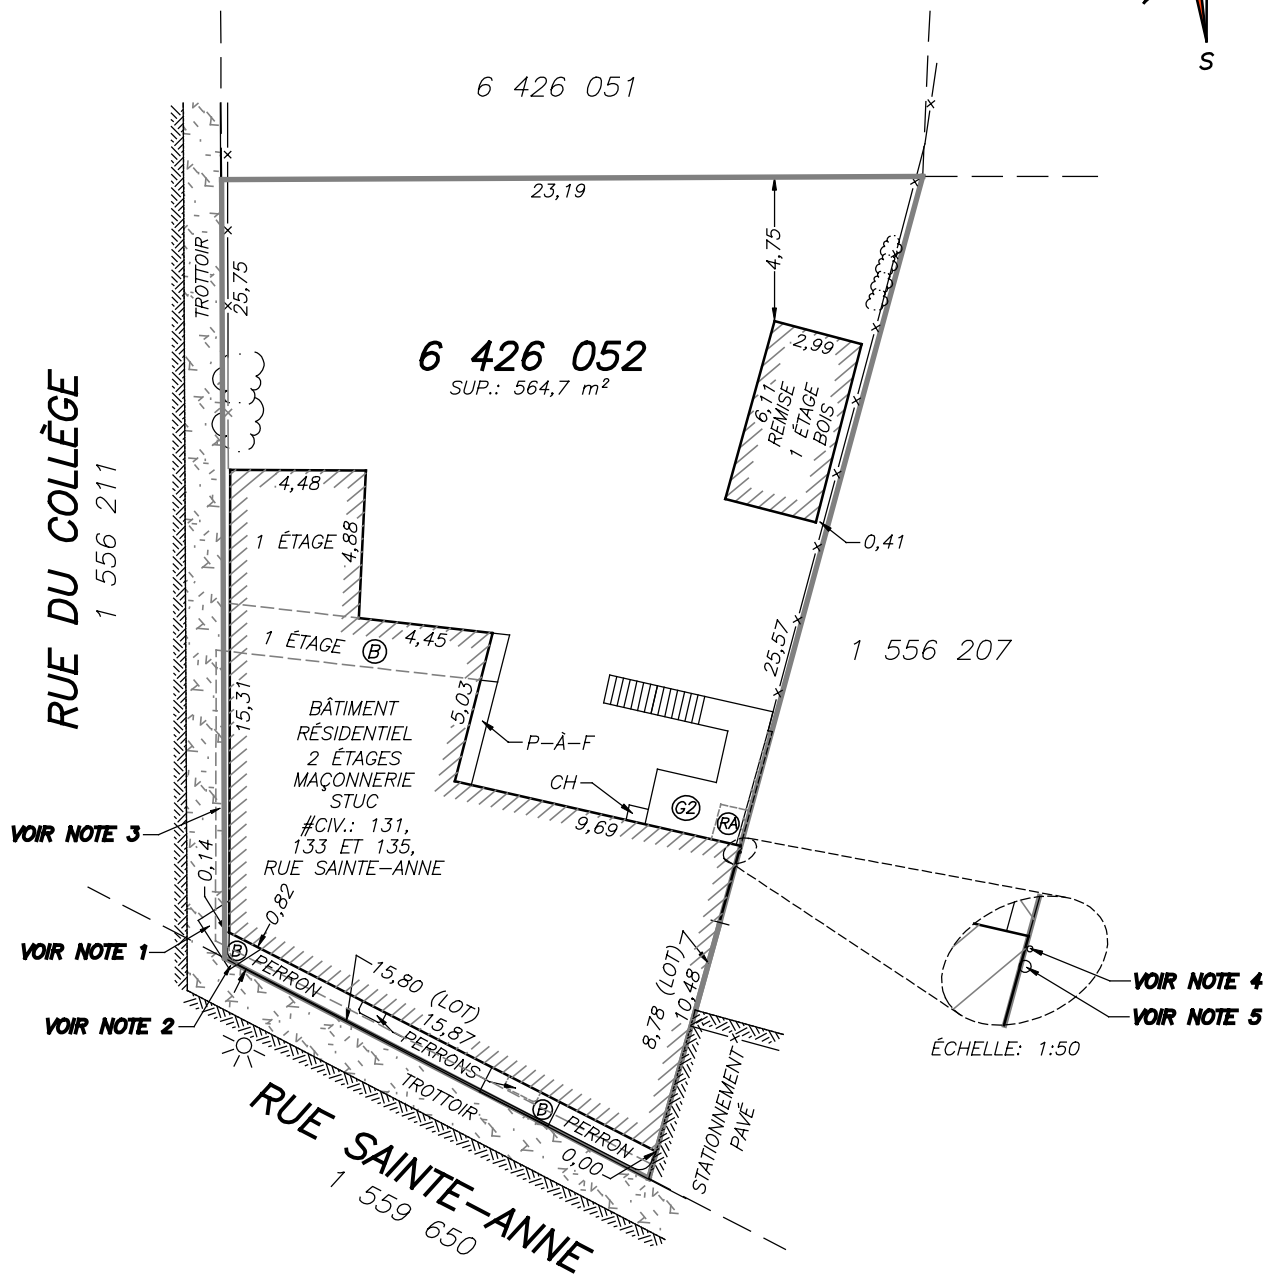 S
6 426 051
23,19
TROTTOIR
25,75
4,75
6 426 052
SUP.: 564,7 m²
2,99
6,11
REMISE
1 ÉTAGE
BOIS
0,41
RUE DU COLLÈGE
1 556 211
4,48
1 ÉTAGE
4,88
1 ÉTAGE
B
4,45
25,57
1 556 207
15,31
5,03
BÂTIMENT
RÉSIDENTIEL
2 ÉTAGES
MAÇONNERIE
STUC
#CIV.: 131,
133 ET 135,
RUE SAINTE-ANNE
P-À-F
CH
G2
RA
9,69
VOIR NOTE 3
0,14
0,82
VOIR NOTE 1
B
PERRON
VOIR NOTE 2
15,80 (LOT)
15,87
PERRONS
TROTTOIR
B
PERRON
0,00
8,78 (LOT)
10,48
STATIONNEMENT
PAVÉ
VOIR NOTE 4
VOIR NOTE 5
ÉCHELLE: 1:50
RUE SAINTE-ANNE
1 559 650